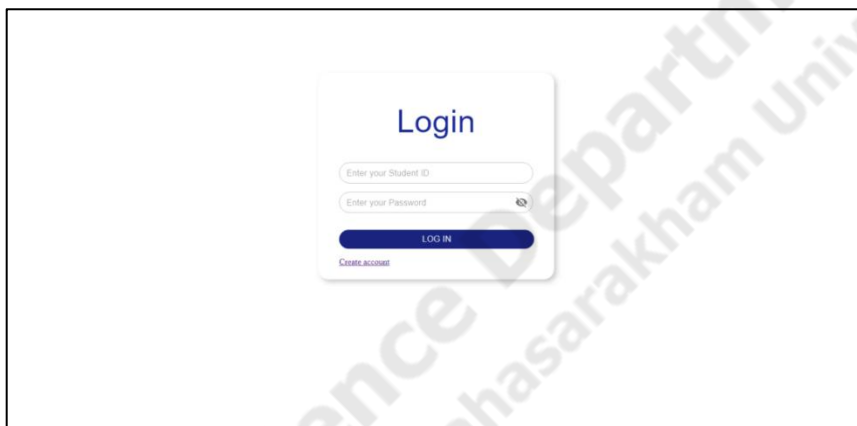 Login
Enter your Student ID
Enter your Password
LOG IN
Create account